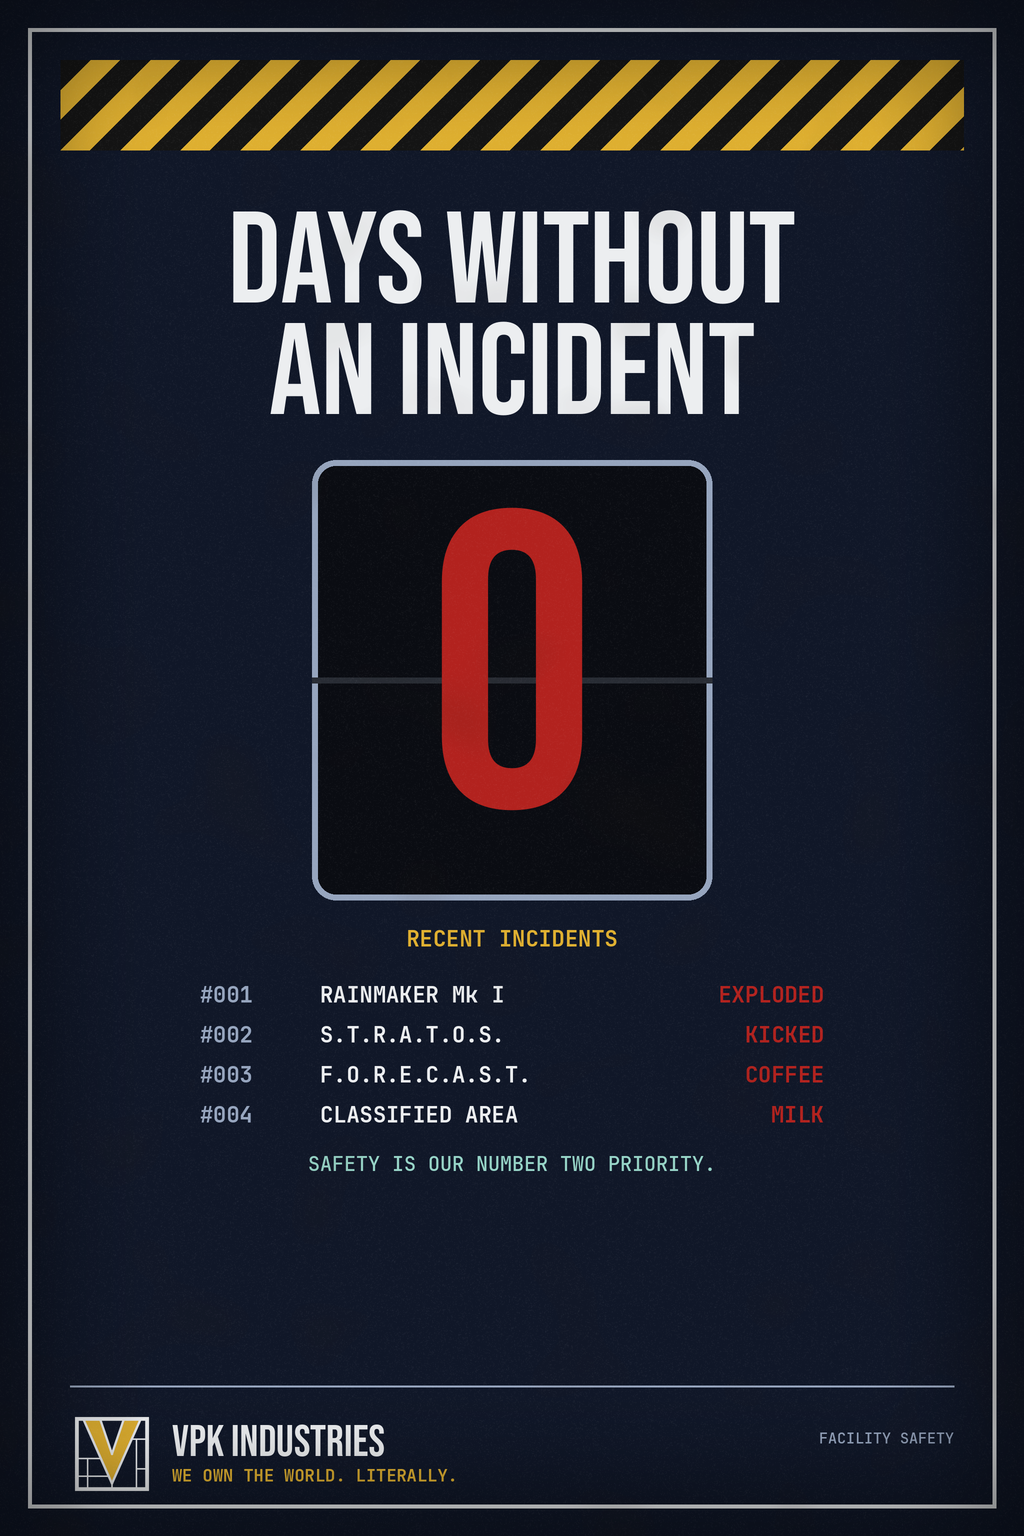 DAYS WITHOUT
AN INCIDENT
0
RECENT INCIDENTS
#001 RAINMAKER Mk I EXPLODED
#002 S.T.R.A.T.O.S. KICKED
#003 F.O.R.E.C.A.S.T. COFFEE
#004 CLASSIFIED AREA MILK
SAFETY IS OUR NUMBER TWO PRIORITY.
V
VPK INDUSTRIES
WE OWN THE WORLD. LITERALLY.
FACILITY SAFETY